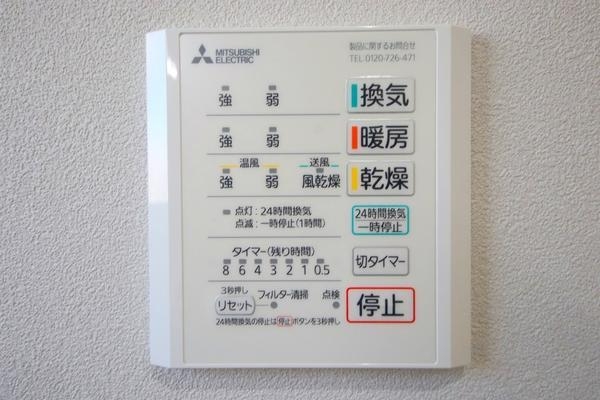 MITSUBISHI
ELECTRIC
製品に関するお問合せ
TEL:0120-726-471
強 弱 換気
強 弱 暖房
温風 送風
強 弱 風乾燥 乾燥
点灯:24時間換気
点滅:一時停止(1時間)
24時間換気
一時停止
タイマー(残り時間)
8 6 4 3 2 1 0.5
切タイマー
3秒押し
リセット フィルター清掃 点検
停止
24時間換気の停止は停止ボタンを3秒押し